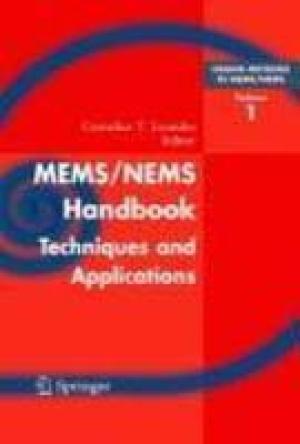 Volume
1
Cornelius T. Leondes
Editor
MEMS/NEMS
Handbook
Techniques and
Applications
Springer